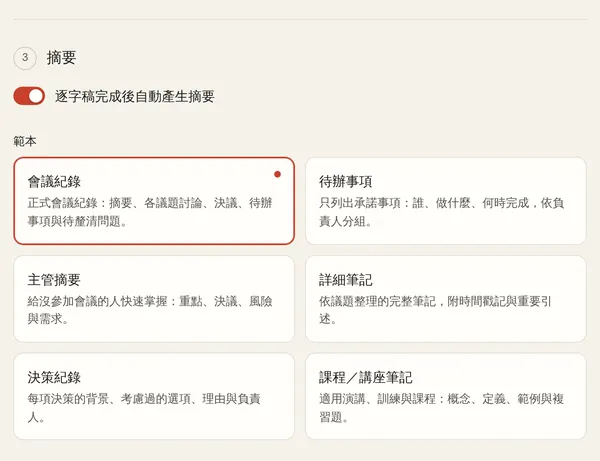 3 摘要
逐字稿完成後自動產生摘要
範本
會議紀錄
正式會議紀錄：摘要、各議題討論、決議、待辦
事項與待釐清問題。
待辦事項
只列出承諾事項：誰、做什麼、何時完成，依負
責人分組。
主管摘要
給沒參加會議的人快速掌握：重點、決議、風險
與需求。
詳細筆記
依議題整理的完整筆記，附時間戳記與重要引
述。
決策紀錄
每項決策的背景、考慮過的選項、理由與負責
人。
課程／講座筆記
適用演講、訓練與課程：概念、定義、範例與複
習題。